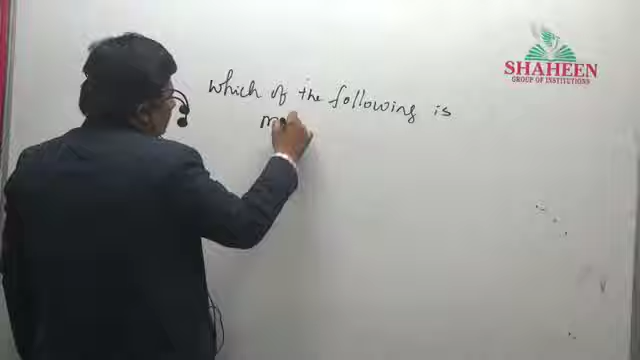 SHAHEEN
GROUP OF INSTITUTIONS
which of the following is